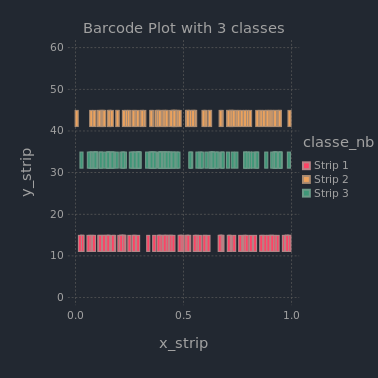 Barcode Plot with 3 classes
60
50
40
30
20
10
0
y_strip
0.0
0.5
1.0
x_strip
classe_nb
Strip 1
Strip 2
Strip 3